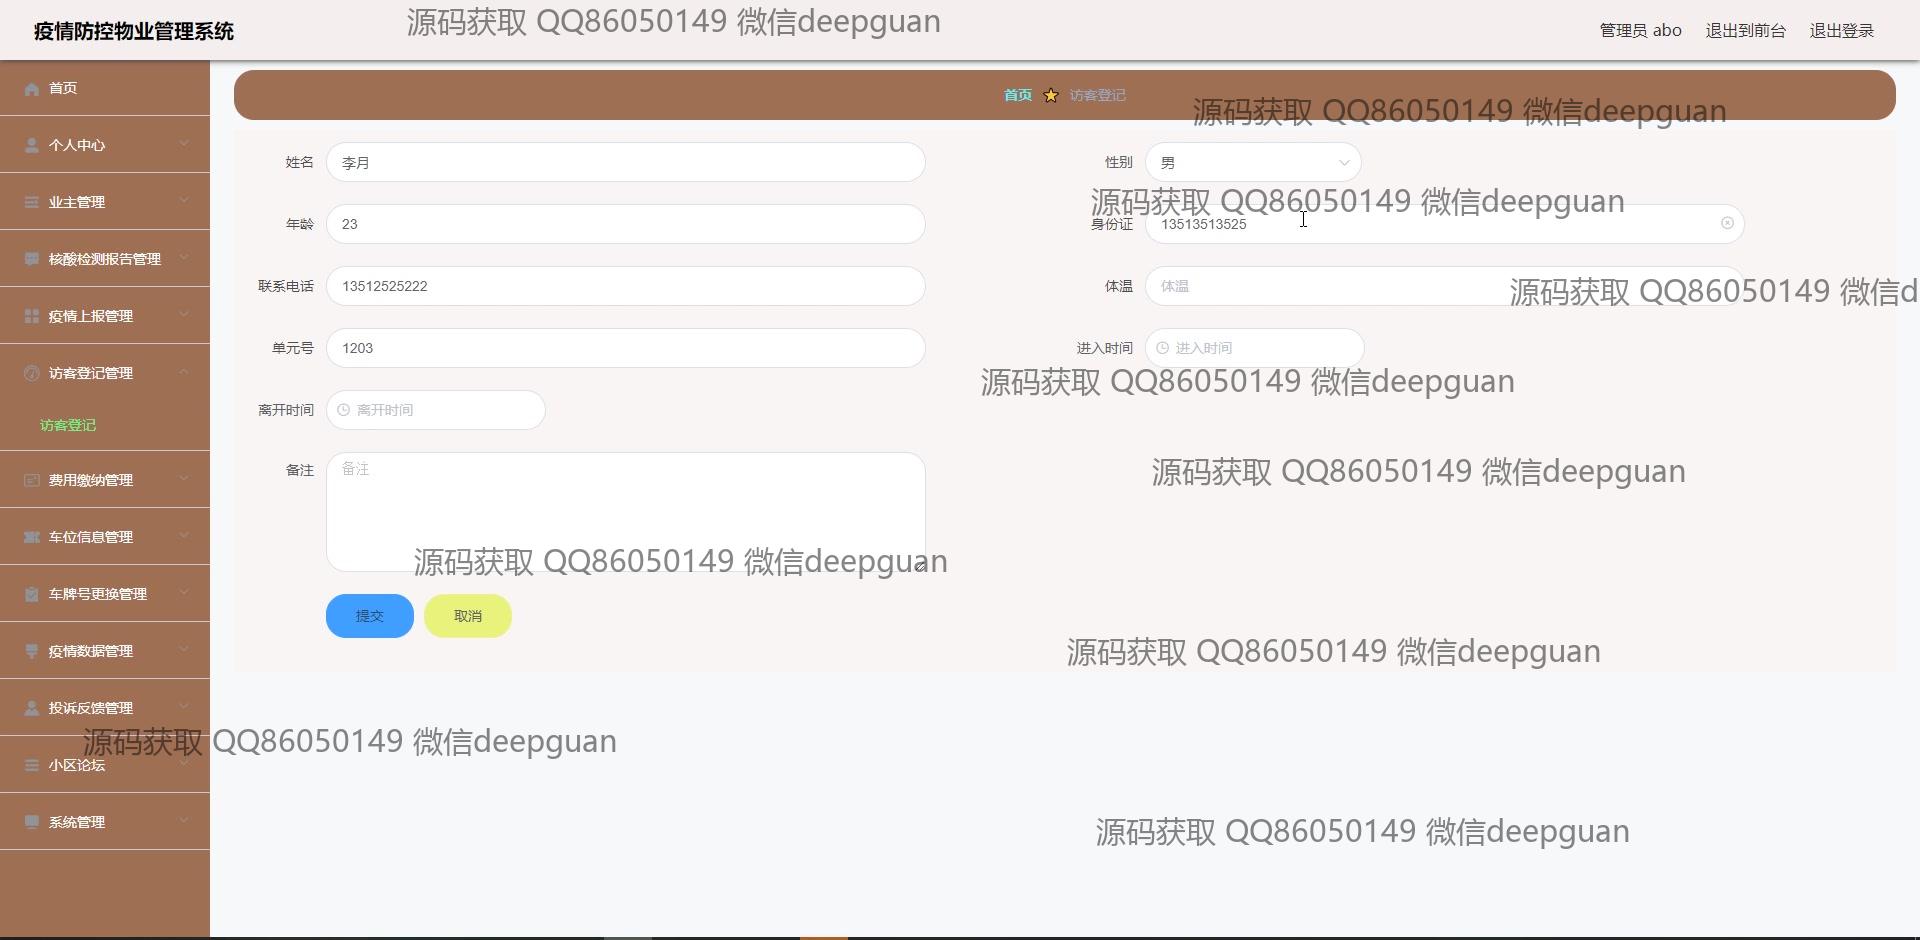 疫情防控物业管理系统
源码获取 QQ86050149 微信deepguan
管理员 abo
退出到前台
退出登录
首页
个人中心
业主管理
核酸检测报告管理
疫情上报管理
访客登记管理
访客登记
费用缴纳管理
车位信息管理
车牌号更换管理
疫情数据管理
投诉反馈管理
小区论坛
系统管理
首页 访客登记
源码获取 QQ86050149 微信deepguan
姓名 李月
性别 男
源码获取 QQ86050149 微信deepguan
年龄 23
身份证 13513513525
联系电话 13512525222
体温 体温
源码获取 QQ86050149 微信d
单元号 1203
进入时间 进入时间
源码获取 QQ86050149 微信deepguan
离开时间 离开时间
备注 备注
源码获取 QQ86050149 微信deepguan
源码获取 QQ86050149 微信deepguan
提交 取消
源码获取 QQ86050149 微信deepguan
源码获取 QQ86050149 微信deepguan
源码获取 QQ86050149 微信deepguan